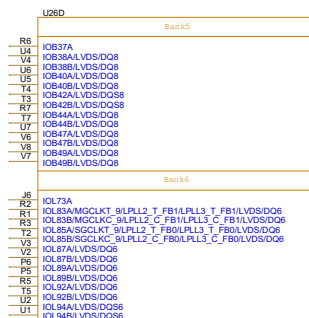 U26D
Bank5
R6 IOB37A
U4 IOB38A/LVDS/DQ8
V4 IOB38B/LVDS/DQ8
U6 IOB40A/LVDS/DQ8
U5 IOB40B/LVDS/DQ8
T4 IOB42A/LVDS/DQS8
T3 IOB42B/LVDS/DQS8
R7 IOB44A/LVDS/DQ8
T7 IOB44B/LVDS/DQ8
U7 IOB47A/LVDS/DQ8
V6 IOB47B/LVDS/DQ8
V8 IOB49A/LVDS/DQ8
V7 IOB49B/LVDS/DQ8
Bank6
J6 IOL73A
R2 IOL83A/MGCLKT_9/LPLL2_T_FB1/LPLL3_T_FB1/LVDS/DQ6
R1 IOL83B/MGCLKC_9/LPLL2_C_FB1/LPLL3_C_FB1/LVDS/DQ6
R3 IOL85A/SGCLKT_9/LPLL2_T_FB0/LPLL3_T_FB0/LVDS/DQ6
T2 IOL85B/SGCLKC_9/LPLL2_C_FB0/LPLL3_C_FB0/LVDS/DQ6
V3 IOL87A/LVDS/DQ6
V2 IOL87B/LVDS/DQ6
P6 IOL89A/LVDS/DQ6
P5 IOL89B/LVDS/DQ6
R5 IOL92A/LVDS/DQ6
T5 IOL92B/LVDS/DQ6
U2 IOL94A/LVDS/DQS6
U1 IOL94B/LVDS/DQS6